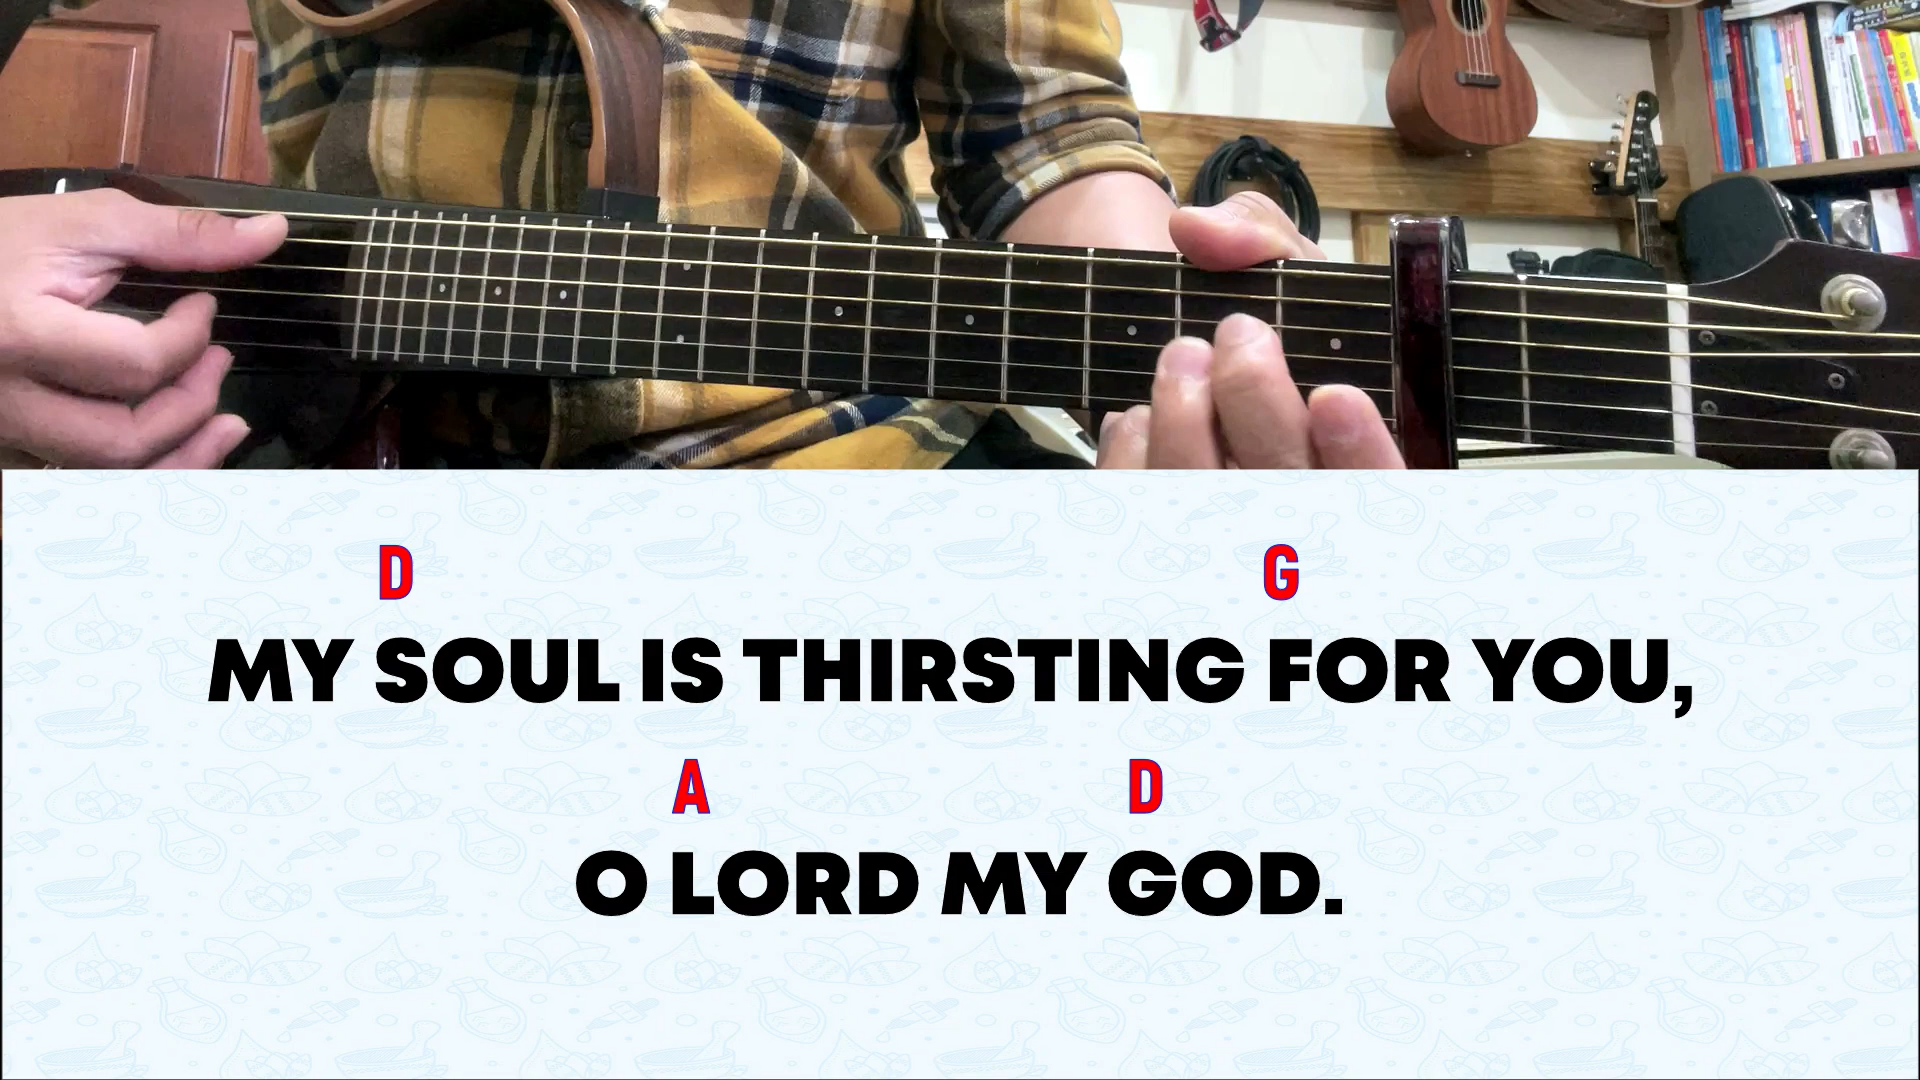 D G
MY SOUL IS THIRSTING FOR YOU,
A D
O LORD MY GOD.